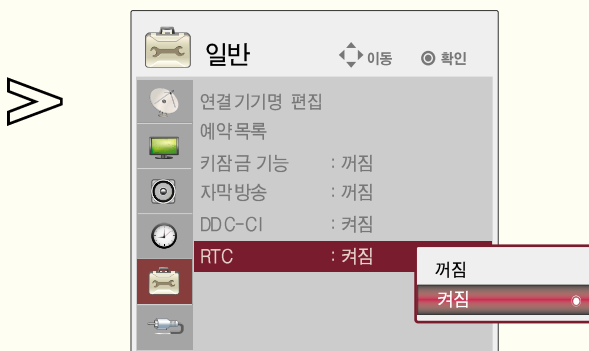 일반 이동 확인
연결기기명 편집
예약목록
키잠금 기능 : 꺼짐
자막방송 : 꺼짐
DDC-CI : 켜짐
RTC : 켜짐
꺼짐
켜짐